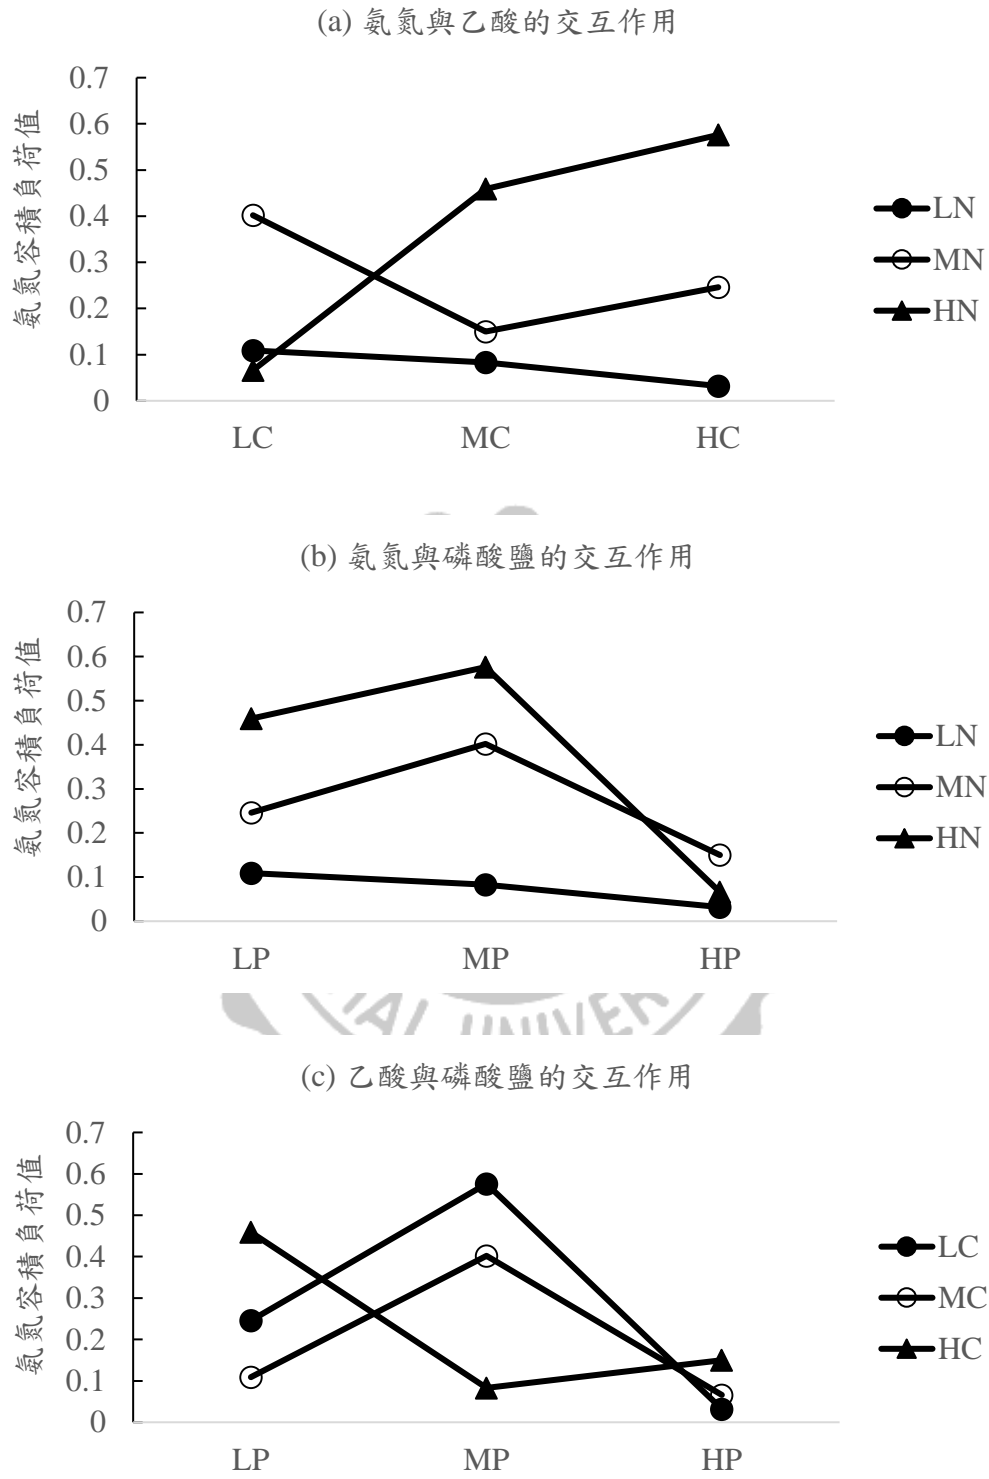 (a) 氨氮與乙酸的交互作用
氨氮容積負荷值
0.7
0.6
0.5
0.4
0.3
0.2
0.1
0
LC MC HC
LN
MN
HN
(b) 氨氮與磷酸鹽的交互作用
氨氮容積負荷值
0.7
0.6
0.5
0.4
0.3
0.2
0.1
0
LP MP HP
LN
MN
HN
AL UNIVER
(c) 乙酸與磷酸鹽的交互作用
氨氮容積負荷值
0.7
0.6
0.5
0.4
0.3
0.2
0.1
0
LP MP HP
LC
MC
HC